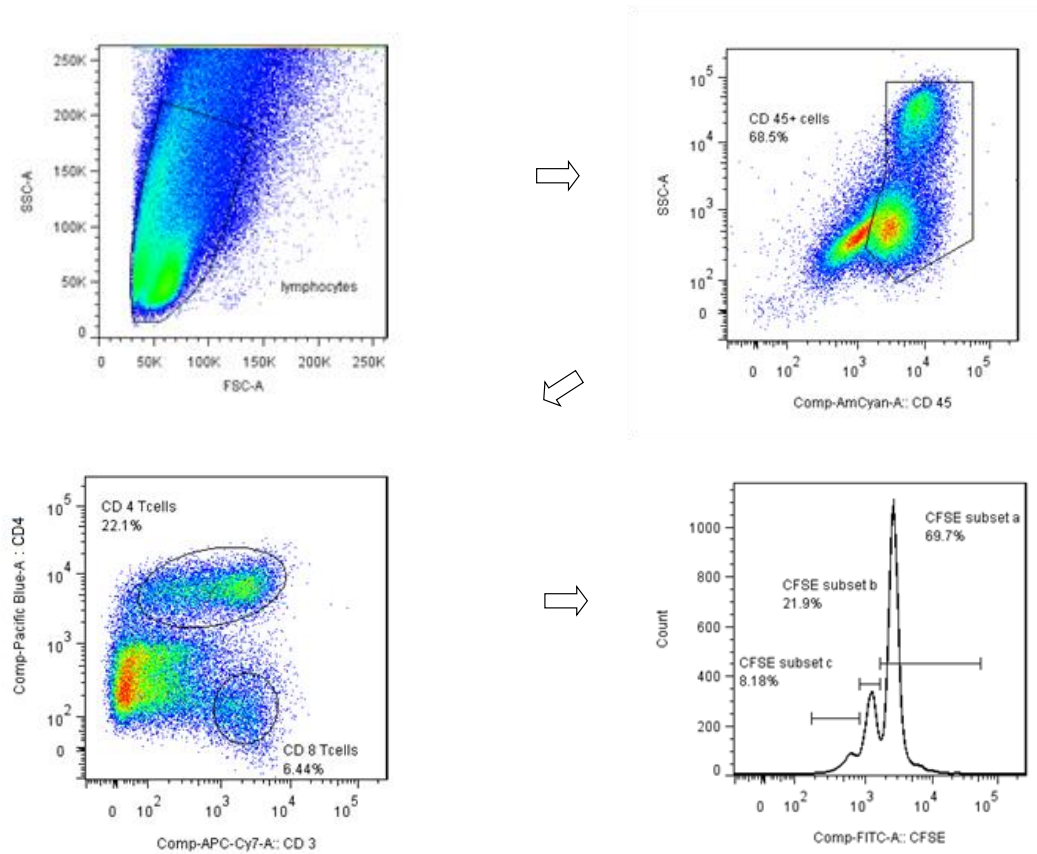 250K
200K
150K
100K
50K
0
SSC-A
lymphocytes
0 50K 100K 150K 200K 250K
FSC-A
10^5
10^4
10^3
10^2
0
SSC-A
CD 45+ cells
68.5%
0 10^2 10^3 10^4 10^5
Comp-AmCyan-A:: CD 45
10^5
10^4
10^3
10^2
0
Comp-Pacific Blue-A : CD4
CD 4 Tcells
22.1%
CD 8 Tcells
6.44%
0 10^2 10^3 10^4 10^5
Comp-APC-Cy7-A:: CD 3
1000
800
600
400
200
0
Count
CFSE subset a
69.7%
CFSE subset b
21.9%
CFSE subset c
8.18%
0 10^2 10^3 10^4 10^5
Comp-FITC-A:: CFSE